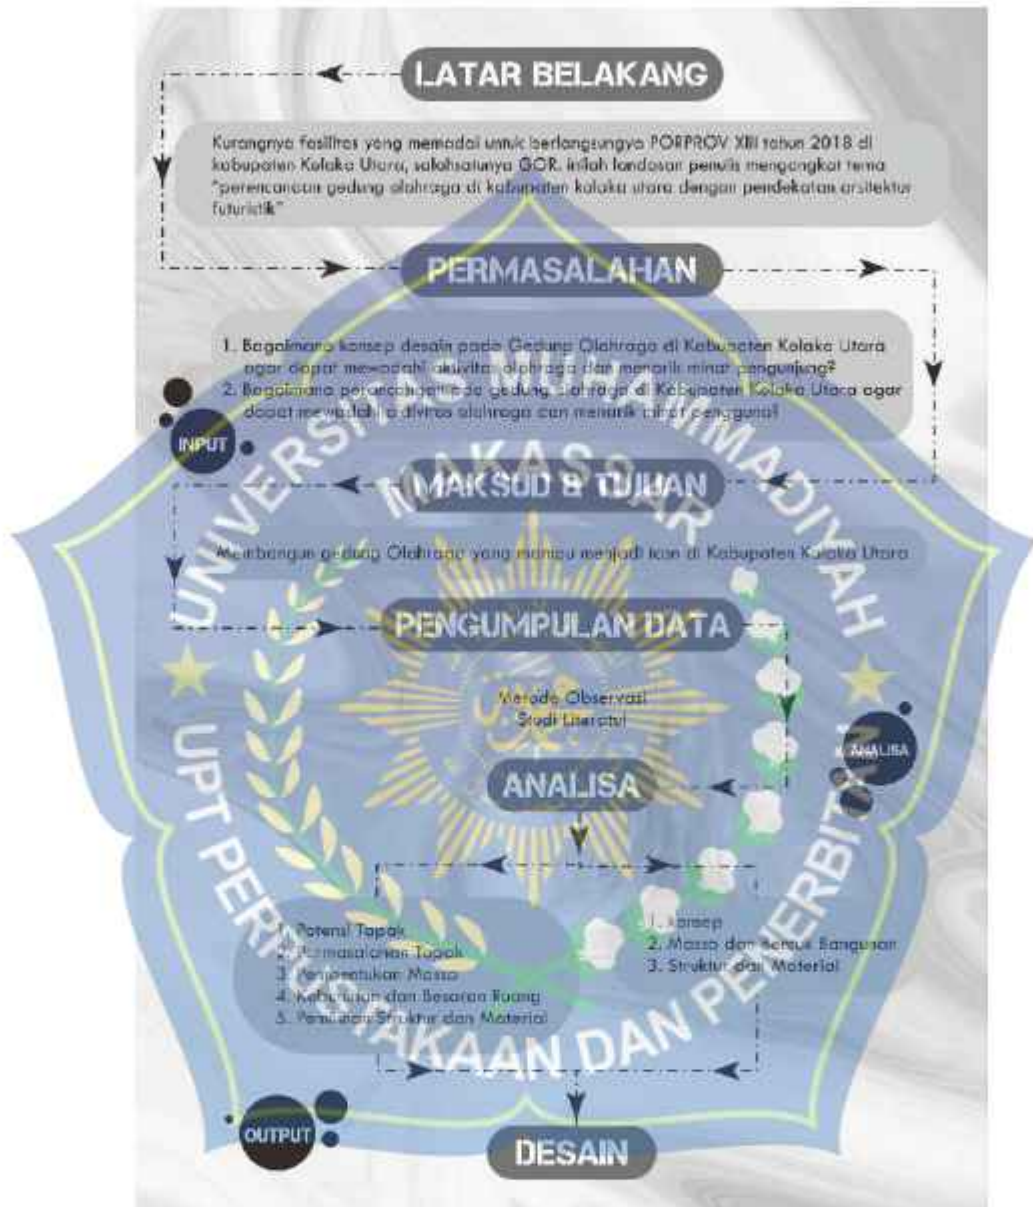 LATAR BELAKANG
Kurangnya fasilitas yang memadai untuk berlangsungya PORPROV XIII tahun 2018 di
kabupaten Kolaka Utara, salahsatunya GOR. inilah landasan penulis mengangkat tema
"perencanaan gedung olahraga di kabupaten kolaka utara dengan pendekatan arsitektur
futuristik"
PERMASALAHAN
1. Bagaimana konsep desain pada Gedung Olahraga di Kabupaten Kolaka Utara
agar dapat mewadahi aktivitas olahraga dan menarik minat pengunjung?
2. Bagaimana pada gedung olahraga di Kabupaten Kolaka Utara agar
dapat mewadahi aktivitas olahraga dan menarik minat pengguna?
INPUT
MAKSUD & TUJUAN
Membangun gedung Olahraga yang mampu menjadi icon di Kabupaten Kolaka Utara
PENGUMPULAN DATA
Metode Observasi
Studi Literatur
ANALISA
ANALISA
1. Potensi Tapak
2. Permasalahan Tapak
3. Massa
4. Kebutuhan dan Besaran Ruang
5. Pemilihan Struktur dan Material
1. konsep
2. Massa dan Bentuk Bangunan
3. Struktur dan Material
OUTPUT
DESAIN
UNIVERSITAS MUHAMMADIYAH
MAKASSAR
UPT PERPUSTAKAAN DAN PENERBITAN